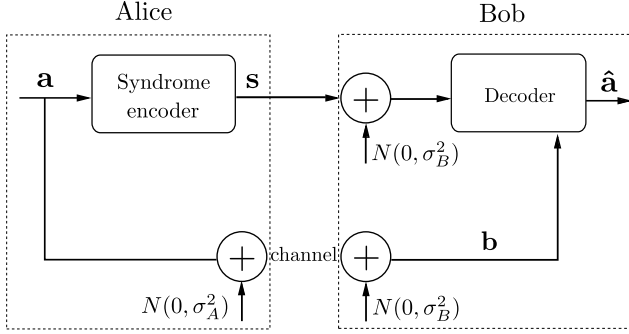 Alice
Bob
a
Syndrome
encoder
s
+
Decoder
â
N(0, σ_B^2)
+
channel
+
b
N(0, σ_A^2)
N(0, σ_B^2)